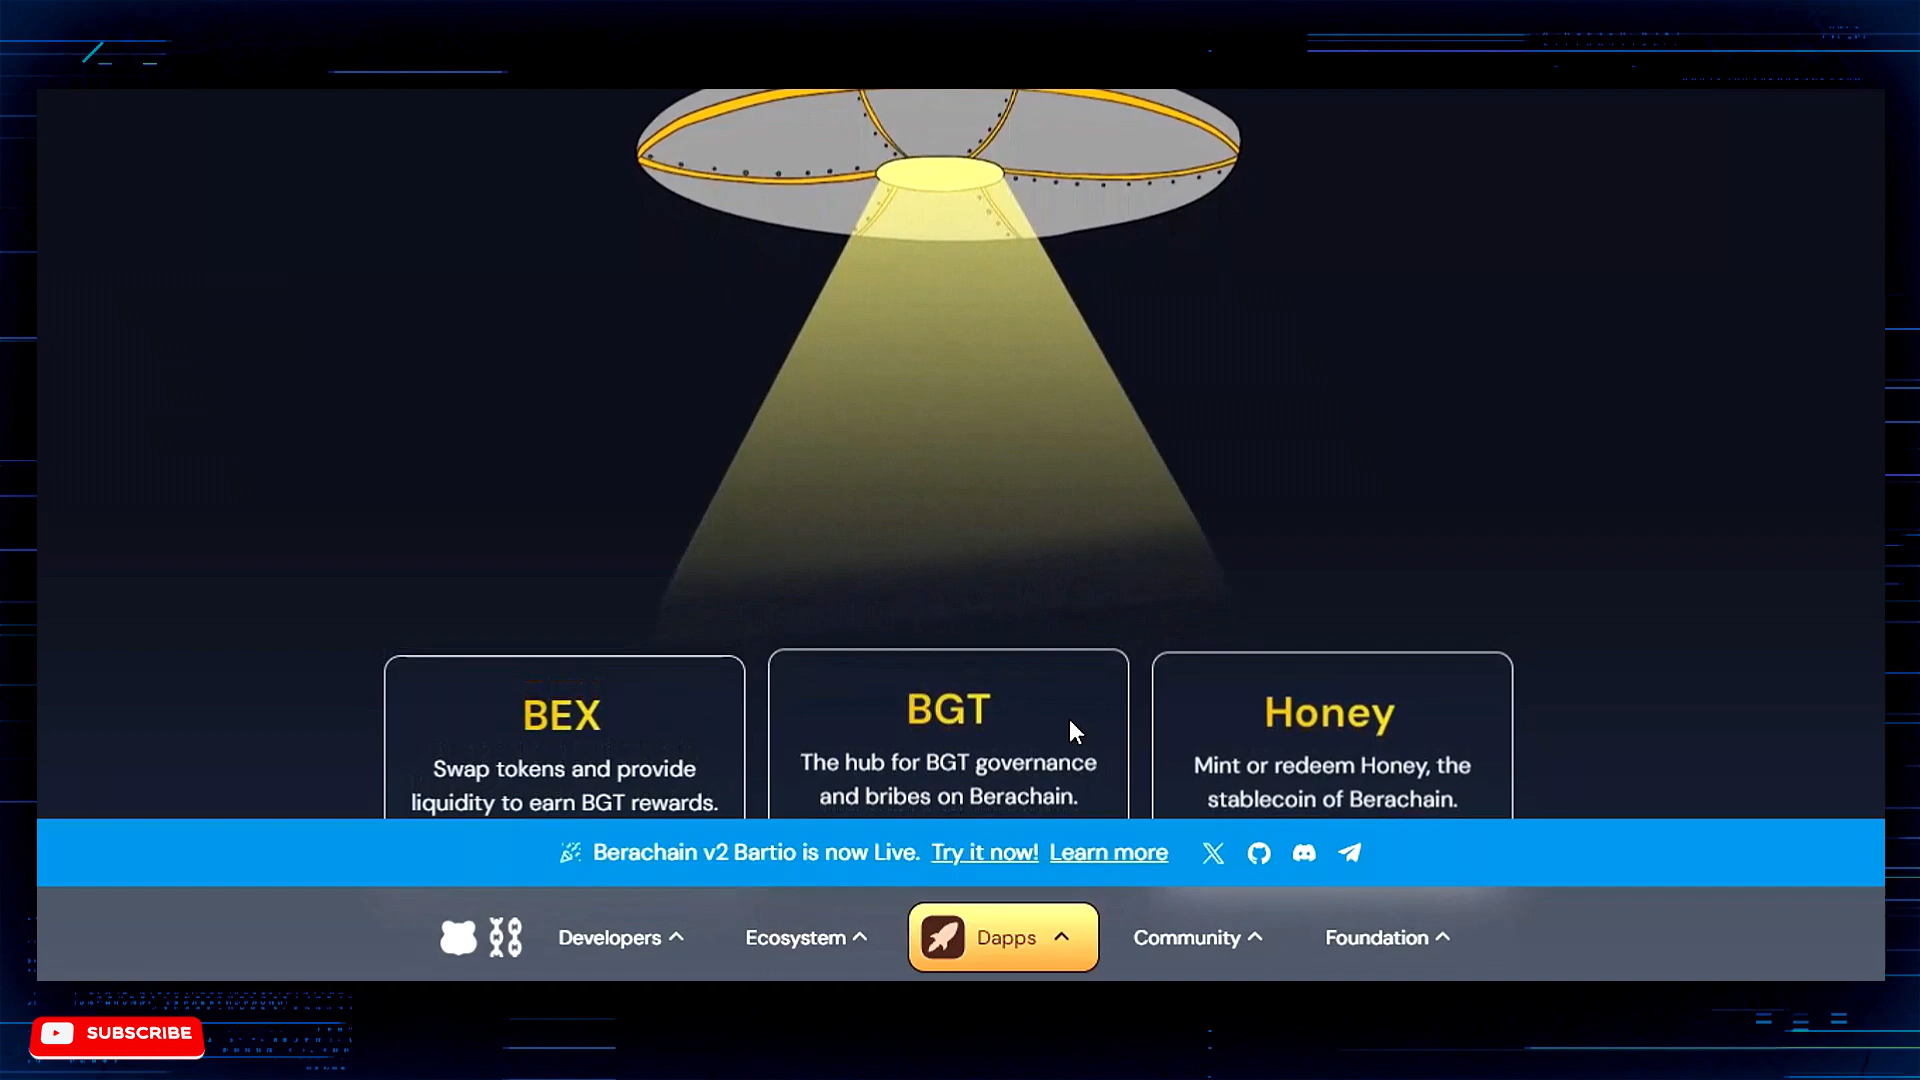 BEX
Swap tokens and provide
liquidity to earn BGT rewards.
BGT
The hub for BGT governance
and bribes on Berachain.
Honey
Mint or redeem Honey, the
stablecoin of Berachain.
Berachain v2 Bartio is now Live. Try it now! Learn more
Developers Ecosystem Dapps Community Foundation
SUBSCRIBE